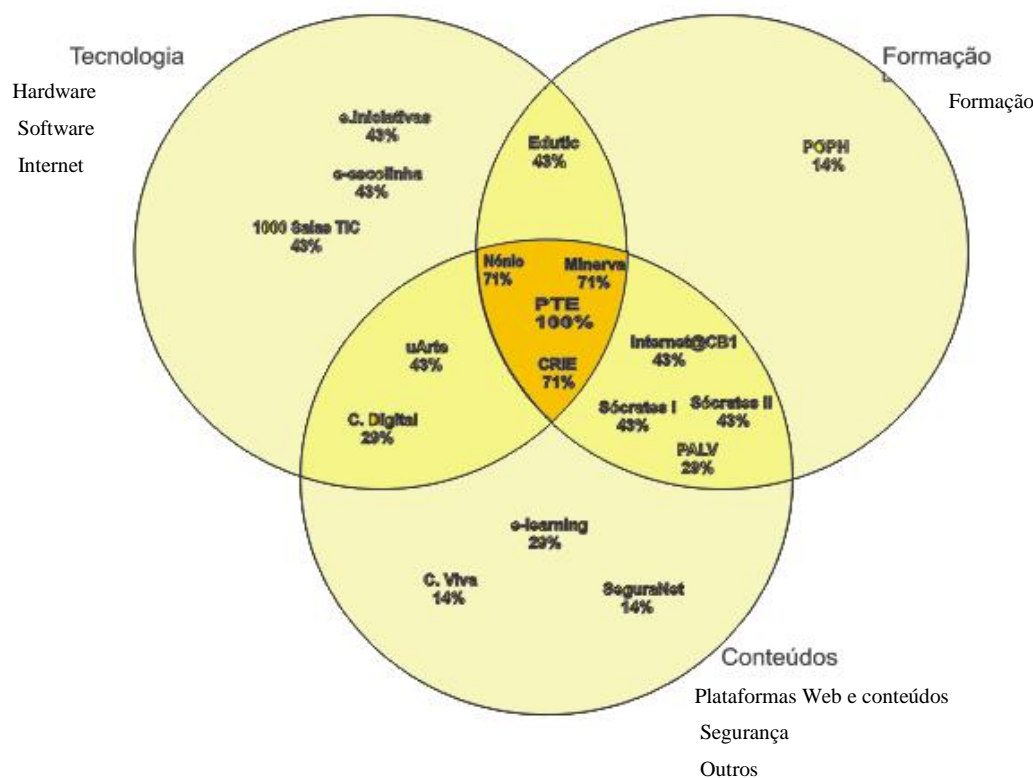 Tecnologia
Hardware
Software
Internet
Formação
Formação
e.Iniciativas
43%
e-escolinha
43%
1000 Salas TIC
43%
Edutic
43%
POPH
14%
Nónio
71%
Minerva
71%
PTE
100%
CRIE
71%
uArte
43%
C. Digital
29%
Internet@CB1
43%
Sócrates I
43%
Sócrates II
43%
PALV
29%
e-learning
29%
C. Viva
14%
SeguraNet
14%
Conteúdos
Plataformas Web e conteúdos
Segurança
Outros